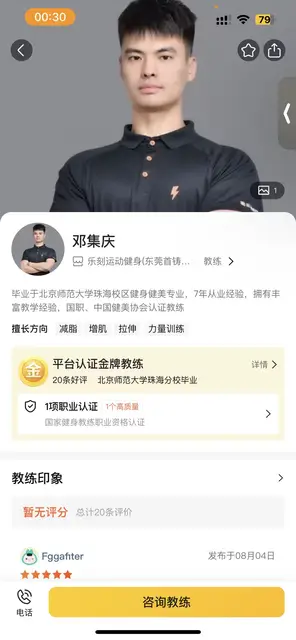 00:30
79
1
邓集庆
乐刻运动健身(东莞首铸... 教练
毕业于北京师范大学珠海校区健身健美专业，7年从业经验，拥有
丰富教学经验，国职、中国健美协会认证教练
擅长方向 减脂 增肌 拉伸 力量训练
金 平台认证金牌教练 详情
20条好评 北京师范大学珠海分校毕业
1项职业认证 1个高质量
国家健身教练职业资格认证
教练印象
暂无评分 总计20条评价
Fggafıter 发布于08月04日
电话 咨询教练